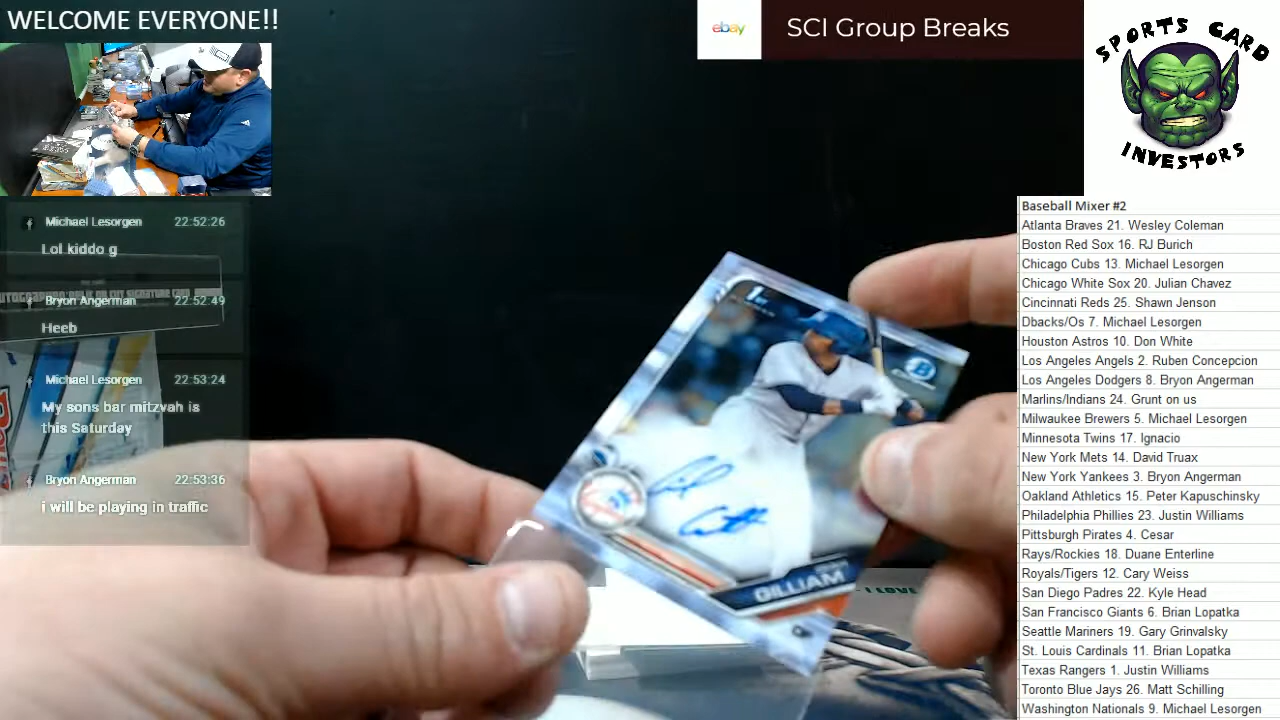 WELCOME EVERYONE!!
ebay
SCI Group Breaks
SPORTS CARD
INVESTORS
Michael Lesorgen 22:52:26
Lol kiddo g
Bryon Angerman 22:52:49
Heeb
Michael Lesorgen 22:53:24
My sons bar mitzvah is
this Saturday
Bryon Angerman 22:53:36
i will be playing in traffic
1st
B
GILLIAM
I LOVE
Baseball Mixer #2
Atlanta Braves 21. Wesley Coleman
Boston Red Sox 16. RJ Burich
Chicago Cubs 13. Michael Lesorgen
Chicago White Sox 20. Julian Chavez
Cincinnati Reds 25. Shawn Jenson
Dbacks/Os 7. Michael Lesorgen
Houston Astros 10. Don White
Los Angeles Angels 2. Ruben Concepcion
Los Angeles Dodgers 8. Bryon Angerman
Marlins/Indians 24. Grunt on us
Milwaukee Brewers 5. Michael Lesorgen
Minnesota Twins 17. Ignacio
New York Mets 14. David Truax
New York Yankees 3. Bryon Angerman
Oakland Athletics 15. Peter Kapuschinsky
Philadelphia Phillies 23. Justin Williams
Pittsburgh Pirates 4. Cesar
Rays/Rockies 18. Duane Enterline
Royals/Tigers 12. Cary Weiss
San Diego Padres 22. Kyle Head
San Francisco Giants 6. Brian Lopatka
Seattle Mariners 19. Gary Grinvalsky
St. Louis Cardinals 11. Brian Lopatka
Texas Rangers 1. Justin Williams
Toronto Blue Jays 26. Matt Schilling
Washington Nationals 9. Michael Lesorgen